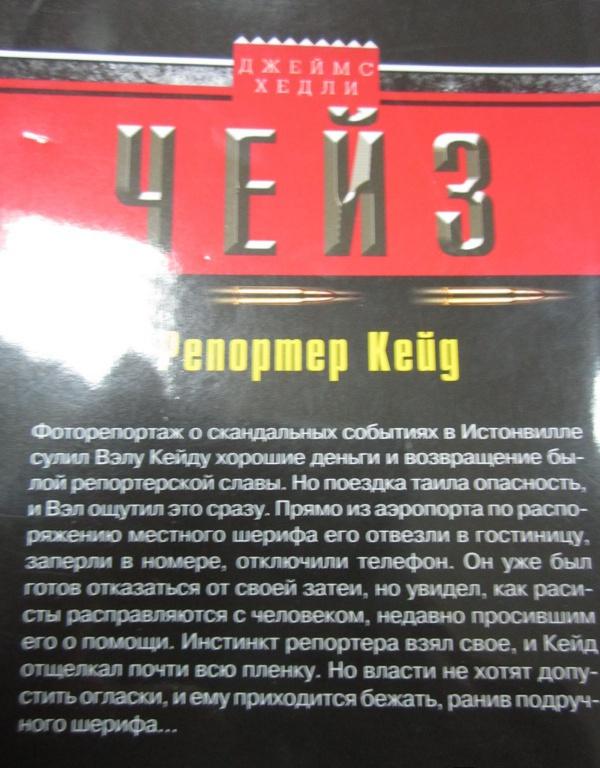 ДЖЕЙМС
ХЕДЛИ
ЧЕЙЗ
Репортер Кейд
Фоторепортаж о скандальных событиях в Истонвилле
сулил Вэлу Кейду хорошие деньги и возвращение бы-
лой репортерской славы. Но поездка таила опасность,
и Вэл ощутил это сразу. Прямо из аэропорта по распо-
ряжению местного шерифа его отвезли в гостиницу,
заперли в номере, отключили телефон. Он уже был
готов отказаться от своей затеи, но увидел, как раси-
сты расправляются с человеком, недавно просившим
его о помощи. Инстинкт репортера взял свое, и Кейд
отщелкал почти всю пленку. Но власти не хотят допу-
стить огласки, и ему приходится бежать, ранив подруч-
ного шерифа...